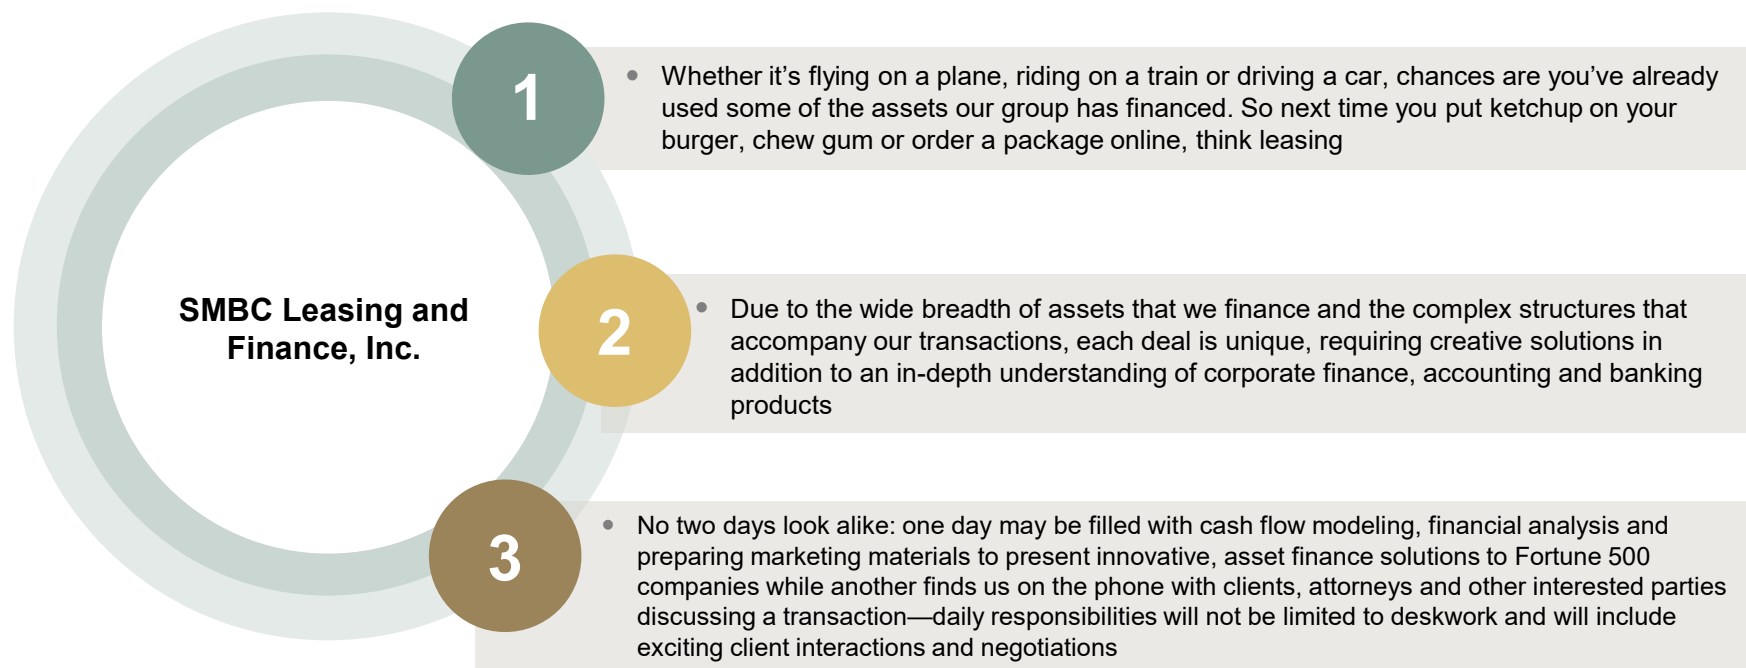 1
• Whether it’s flying on a plane, riding on a train or driving a car, chances are you’ve already
used some of the assets our group has financed. So next time you put ketchup on your
burger, chew gum or order a package online, think leasing
SMBC Leasing and
Finance, Inc.
2
• Due to the wide breadth of assets that we finance and the complex structures that
accompany our transactions, each deal is unique, requiring creative solutions in
addition to an in-depth understanding of corporate finance, accounting and banking
products
3
• No two days look alike: one day may be filled with cash flow modeling, financial analysis and
preparing marketing materials to present innovative, asset finance solutions to Fortune 500
companies while another finds us on the phone with clients, attorneys and other interested parties
discussing a transaction—daily responsibilities will not be limited to deskwork and will include
exciting client interactions and negotiations